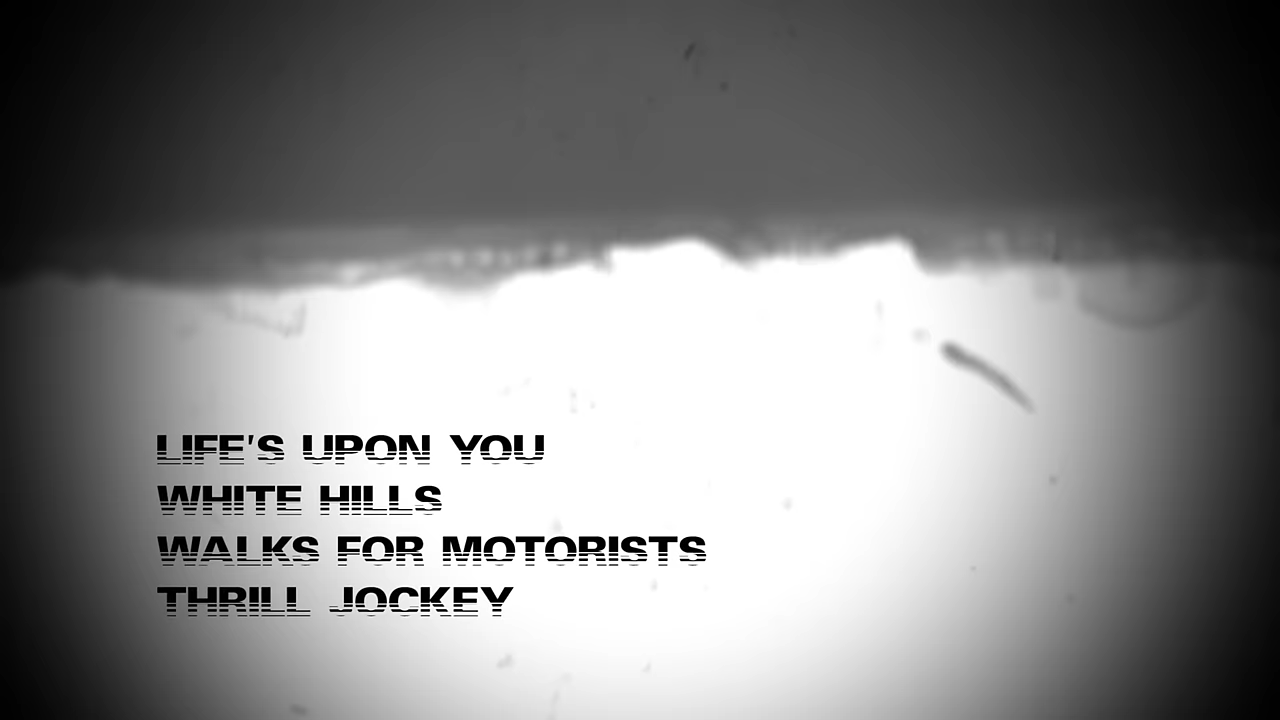 LIFE'S UPON YOU
WHITE HILLS
WALKS FOR MOTORISTS
THRILL JOCKEY